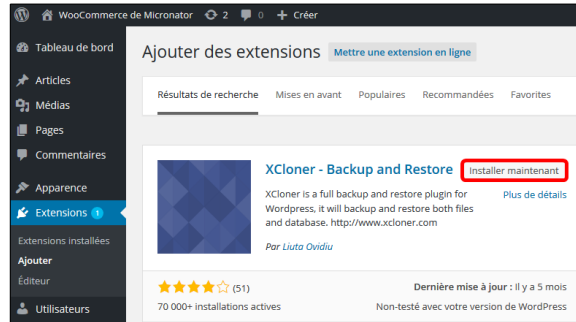 WooCommerce de Micronator 2 0 + Créer
Tableau de bord
Articles
Médias
Pages
Commentaires
Apparence
Extensions 1
Extensions installées
Ajouter
Éditeur
Utilisateurs
Ajouter des extensions Mettre une extension en ligne
Résultats de recherche Mises en avant Populaires Recommandées Favorites
XCloner - Backup and Restore Installer maintenant
XCloner is a full backup and restore plugin for Plus de détails
Wordpress, it will backup and restore both files
and database. http://www.xcloner.com
Par Liuta Ovidiu
(51) Dernière mise à jour : Il y a 5 mois
70 000+ installations actives Non-testé avec votre version de WordPress